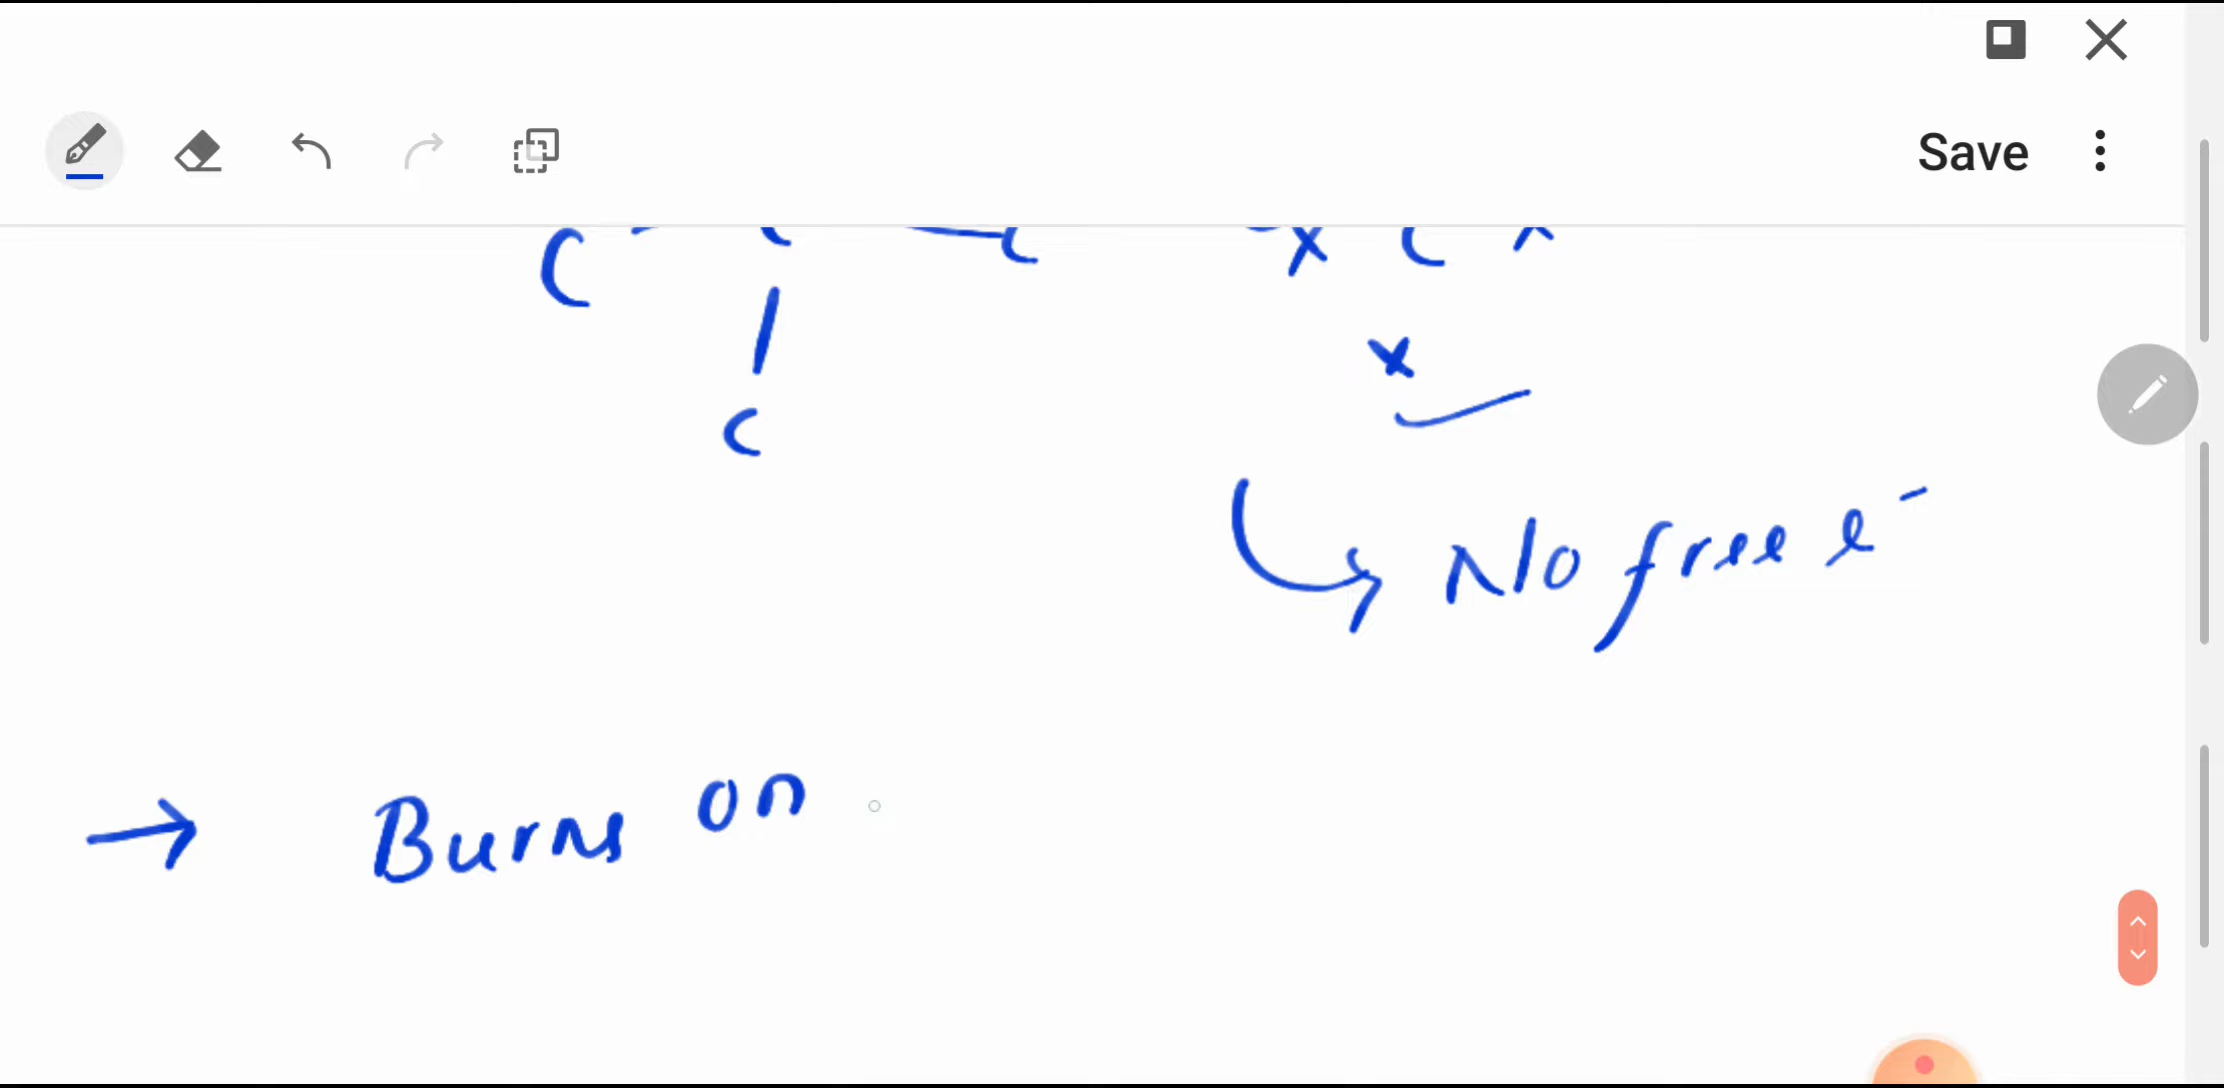 Save
C C C x C x
x
C
No free e⁻
→ Burns on